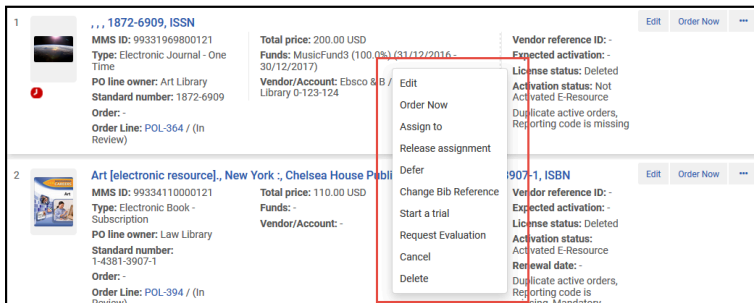 1
, , , 1872-6909, ISSN
Edit Order Now ...
MMS ID: 99331969800121
Type: Electronic Journal - One
Time
PO line owner: Art Library
Standard number: 1872-6909
Order: -
Order Line: POL-364 / (In
Review)
Total price: 200.00 USD
Funds: MusicFund3 (100.0%) (31/12/2016 -
30/12/2017)
Vendor/Account: Ebsco & B /
Library 0-123-124
Vendor reference ID: -
Expected activation: -
License status: Deleted
Activation status: Not
Activated E-Resource
Duplicate active orders,
Reporting code is missing
Edit
Order Now
Assign to
Release assignment
Defer
Change Bib Reference
Start a trial
Request Evaluation
Cancel
Delete
2
Art [electronic resource]., New York :, Chelsea House Publi 3907-1, ISBN
Edit Order Now ...
MMS ID: 99334110000121
Type: Electronic Book -
Subscription
PO line owner: Law Library
Standard number:
1-4381-3907-1
Order: -
Order Line: POL-394 / (In
Review)
Total price: 110.00 USD
Funds: -
Vendor/Account: -
Vendor reference ID: -
Expected activation: -
License status: Deleted
Activation status:
Activated E-Resource
Renewal date: -
Duplicate active orders,
Reporting code is
missing, Mandatory